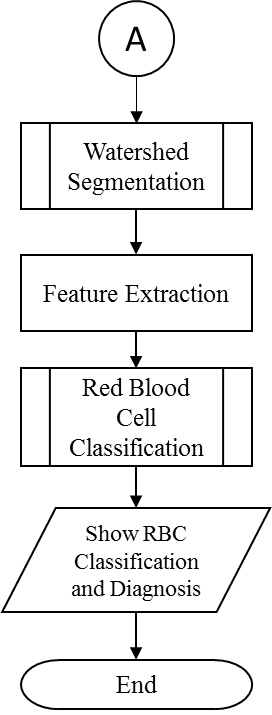 A
Watershed
Segmentation
Feature Extraction
Red Blood
Cell
Classification
Show RBC
Classification
and Diagnosis
End